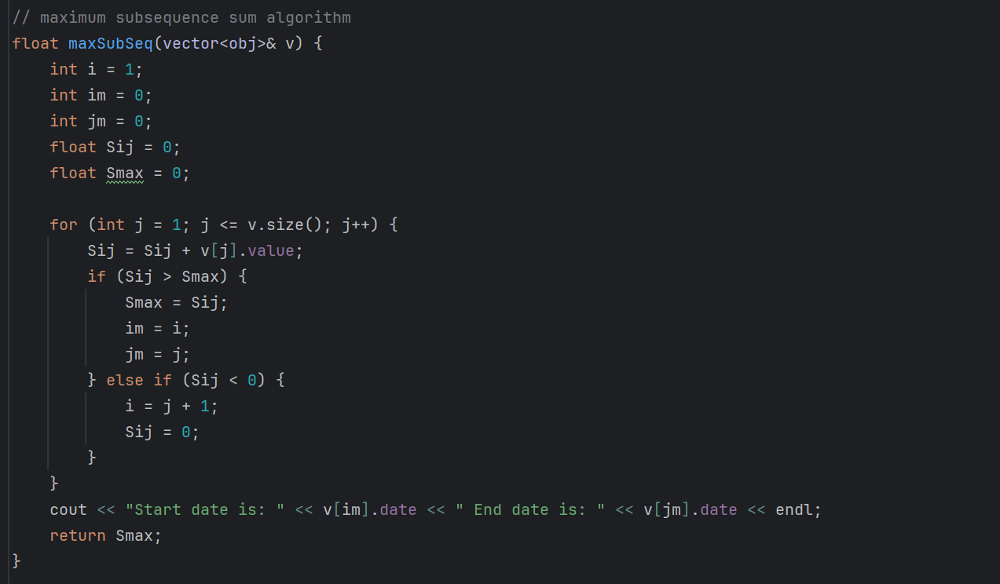 // maximum subsequence sum algorithm
float maxSubSeq(vector<obj>& v) {
    int i = 1;
    int im = 0;
    int jm = 0;
    float Sij = 0;
    float Smax = 0;

    for (int j = 1; j <= v.size(); j++) {
        Sij = Sij + v[j].value;
        if (Sij > Smax) {
            Smax = Sij;
            im = i;
            jm = j;
        } else if (Sij < 0) {
            i = j + 1;
            Sij = 0;
        }
    }
    cout << "Start date is: " << v[im].date << " End date is: " << v[jm].date << endl;
    return Smax;
}